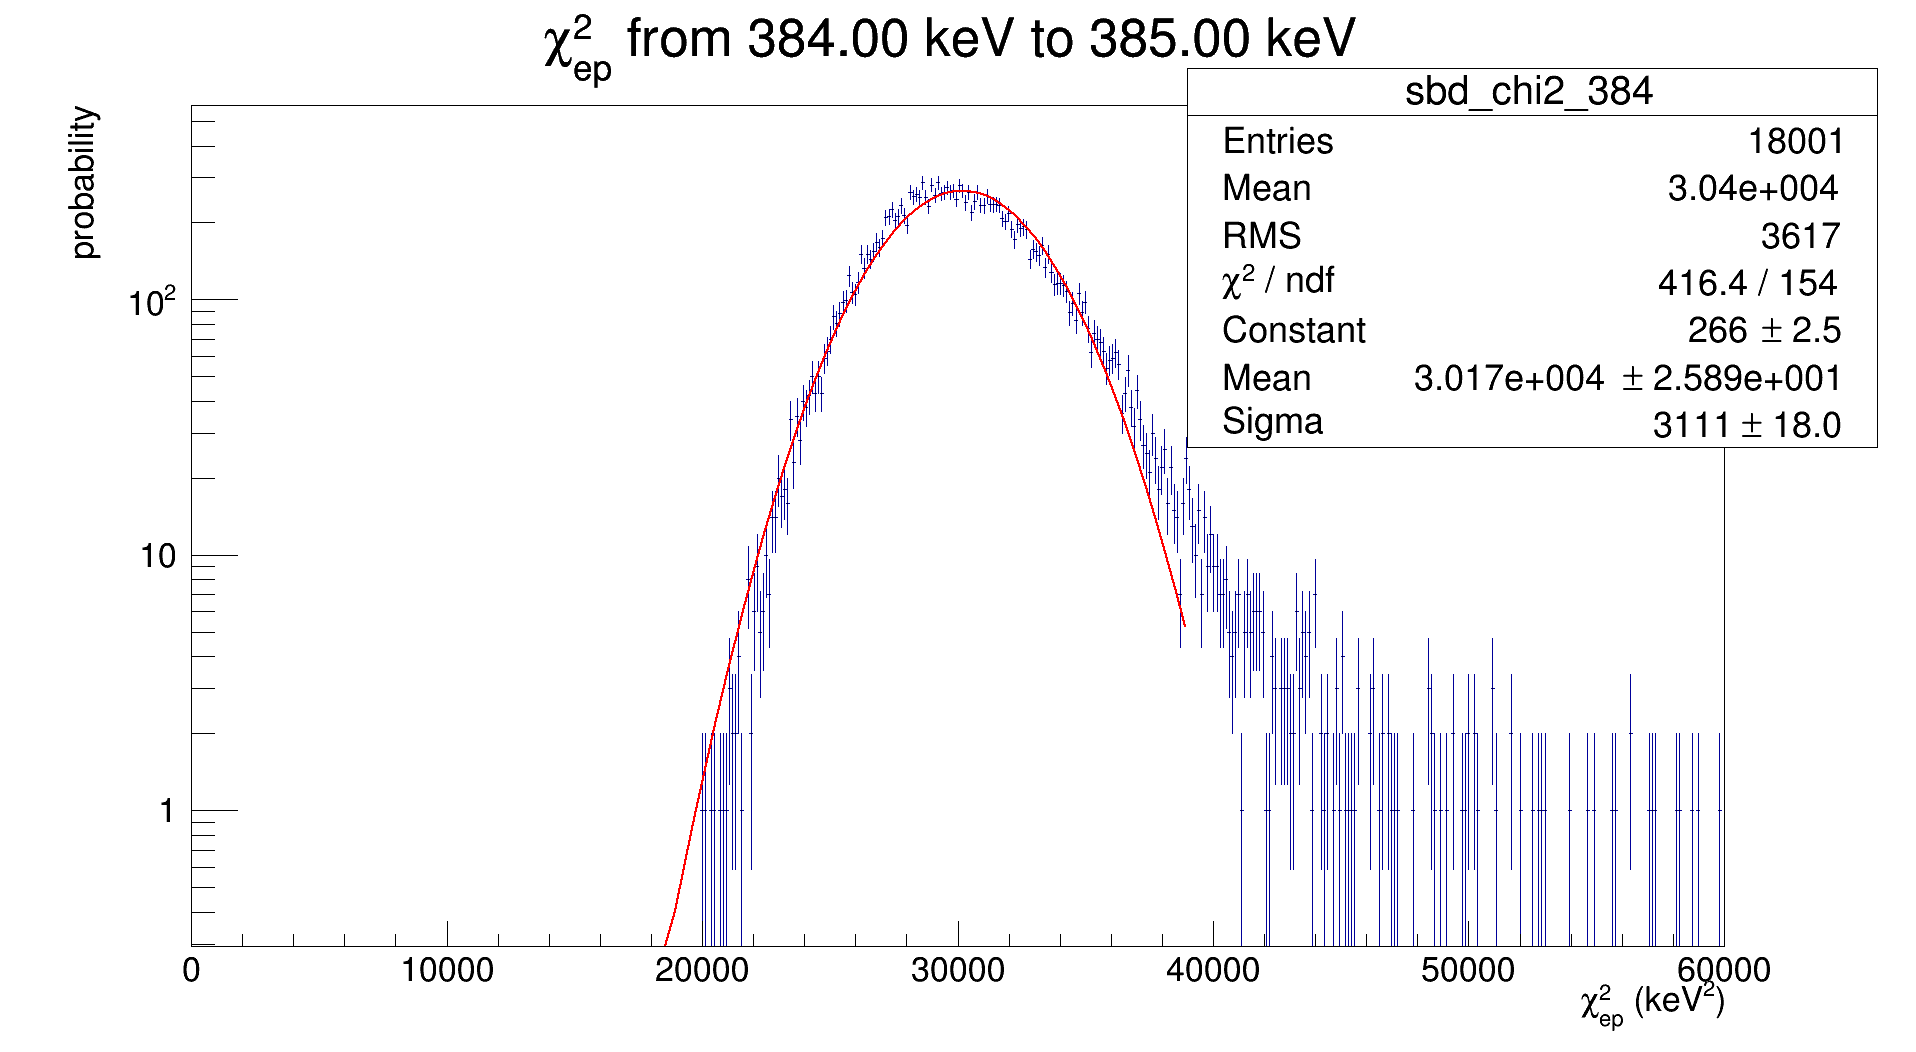 χ²ep from 384.00 keV to 385.00 keV
sbd_chi2_384
Entries 18001
Mean 3.04e+004
RMS 3617
χ² / ndf 416.4 / 154
Constant 266 ± 2.5
Mean 3.017e+004 ± 2.589e+001
Sigma 3111 ± 18.0
probability
10²
10
1
0 10000 20000 30000 40000 50000 60000
χ²ep (keV²)